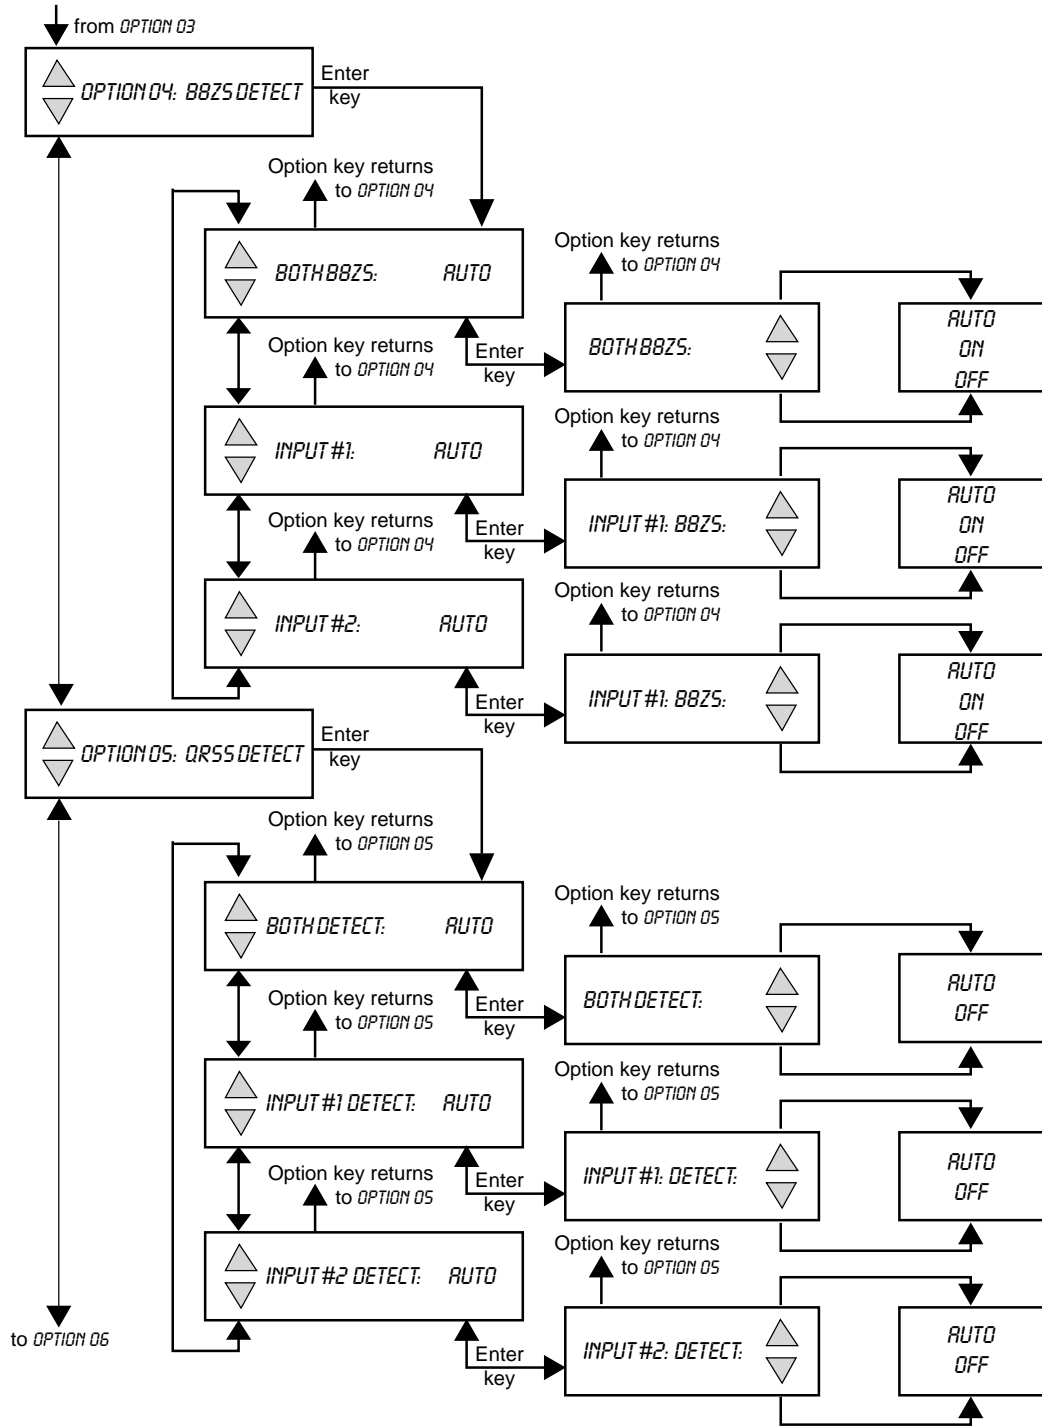 from OPTION 03
OPTION 04: B8ZS DETECT
Enter
key
Option key returns
to OPTION 04
BOTH B8ZS: AUTO
Option key returns
to OPTION 04
Enter
key
BOTH B8ZS:
AUTO
ON
OFF
Option key returns
to OPTION 04
INPUT #1: AUTO
Option key returns
to OPTION 04
Enter
key
INPUT #1: B8ZS:
AUTO
ON
OFF
Option key returns
to OPTION 04
INPUT #2: AUTO
Option key returns
to OPTION 04
Enter
key
INPUT #1: B8ZS:
AUTO
ON
OFF
OPTION 05: QRSS DETECT
Enter
key
Option key returns
to OPTION 05
BOTH DETECT: AUTO
Option key returns
to OPTION 05
Enter
key
BOTH DETECT:
AUTO
OFF
Option key returns
to OPTION 05
INPUT #1 DETECT: AUTO
Option key returns
to OPTION 05
Enter
key
INPUT #1: DETECT:
AUTO
OFF
Option key returns
to OPTION 05
INPUT #2 DETECT: AUTO
Option key returns
to OPTION 05
Enter
key
INPUT #2: DETECT:
AUTO
OFF
to OPTION 06